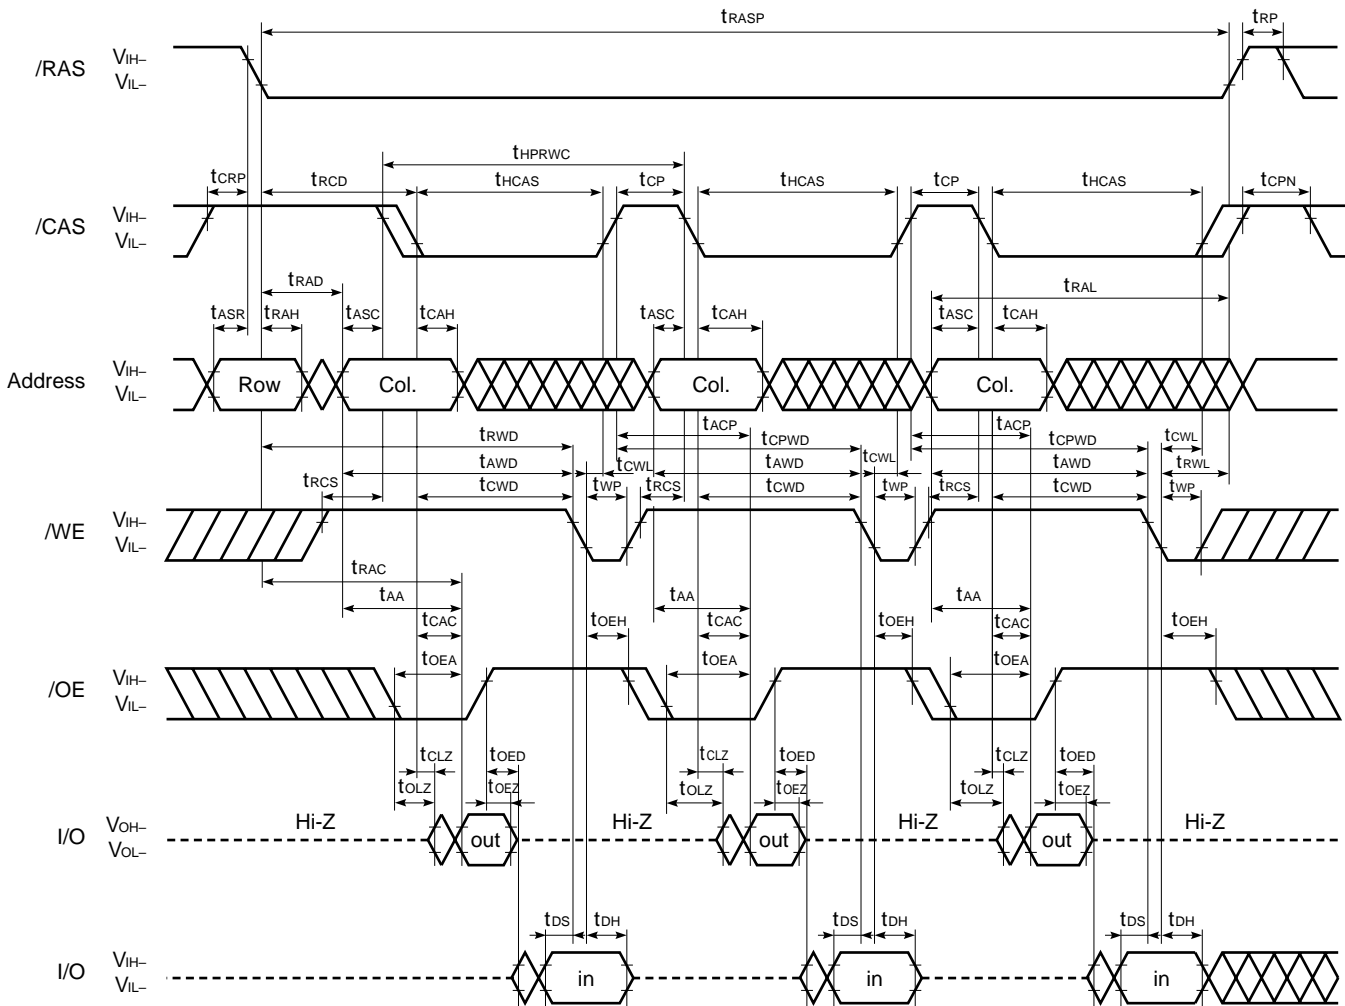 tRASP tRP
/RAS VIH– VIL–
tHPRWC
tCRP tRCD tHCAS tCP tHCAS tCP tHCAS tCPN
/CAS VIH– VIL–
tRAD tRAL
tASR tRAH tASC tCAH tASC tCAH tASC tCAH
Address VIH– VIL– Row Col. Col. Col.
tACP tACP
tRWD tCPWD tCPWD tCWL
tAWD tCWL tAWD tCWL tAWD tRWL
tRCS tCWD tWP tRCS tCWD tWP tRCS tCWD tWP
/WE VIH– VIL–
tRAC
tAA tAA tAA
tCAC tOEH tCAC tOEH tCAC tOEH
tOEA tOEA tOEA
/OE VIH– VIL–
tCLZ tOED tCLZ tOED tCLZ tOED
tOLZ tOEZ tOLZ tOEZ tOLZ tOEZ
I/O VOH– VOL– Hi-Z out Hi-Z out Hi-Z out Hi-Z
tDS tDH tDS tDH tDS tDH
I/O VIH– VIL– in in in